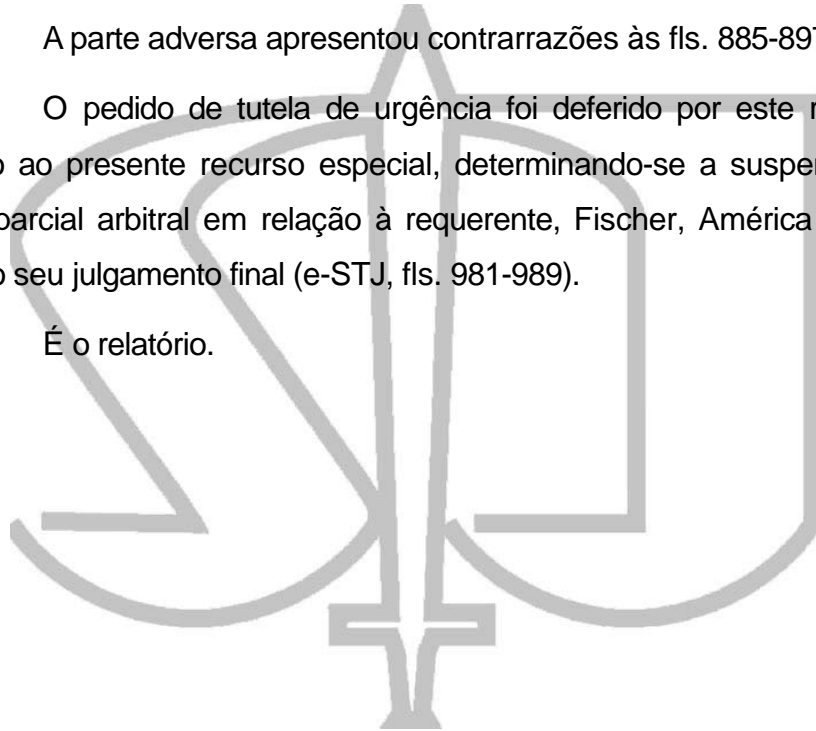 A parte adversa apresentou contrarrazões às fls. 885-897
O pedido de tutela de urgência foi deferido por este
ao presente recurso especial, determinando-se a
parcial arbitral em relação à requerente, Fischer, América
seu julgamento final (e-STJ, fls. 981-989).
É o relatório.